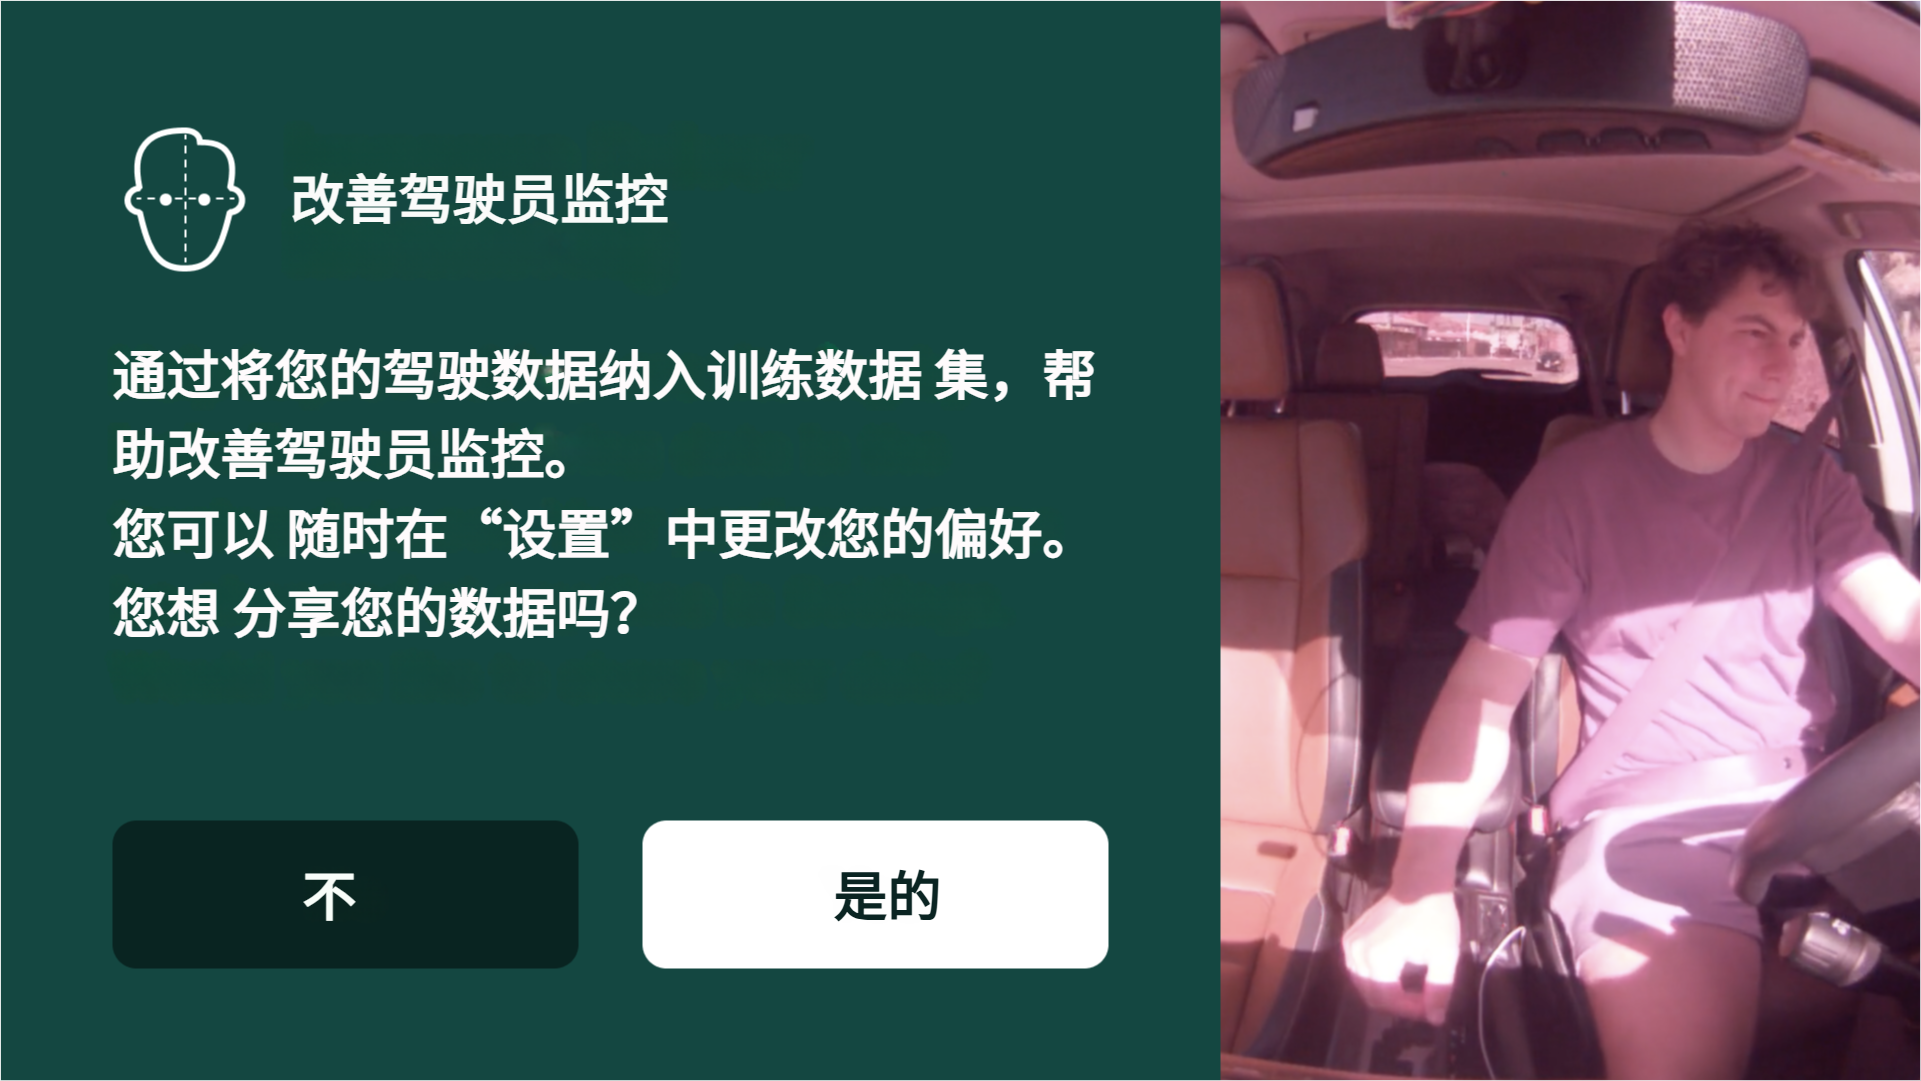 改善驾驶员监控
通过将您的驾驶数据纳入训练数据 集，帮
助改善驾驶员监控。
您可以 随时在“设置”中更改您的偏好。
您想 分享您的数据吗？
不
是的